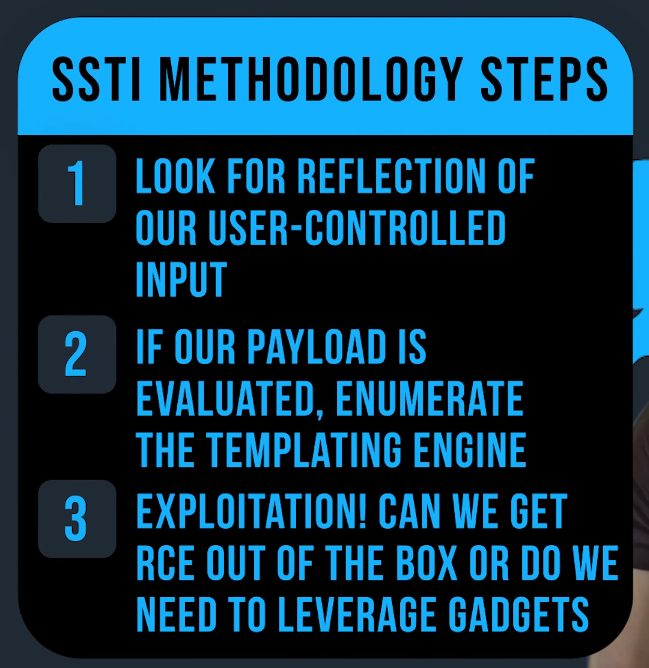 SSTI METHODOLOGY STEPS
1
LOOK FOR REFLECTION OF
OUR USER-CONTROLLED
INPUT
2
IF OUR PAYLOAD IS
EVALUATED, ENUMERATE
THE TEMPLATING ENGINE
3
EXPLOITATION! CAN WE GET
RCE OUT OF THE BOX OR DO WE
NEED TO LEVERAGE GADGETS